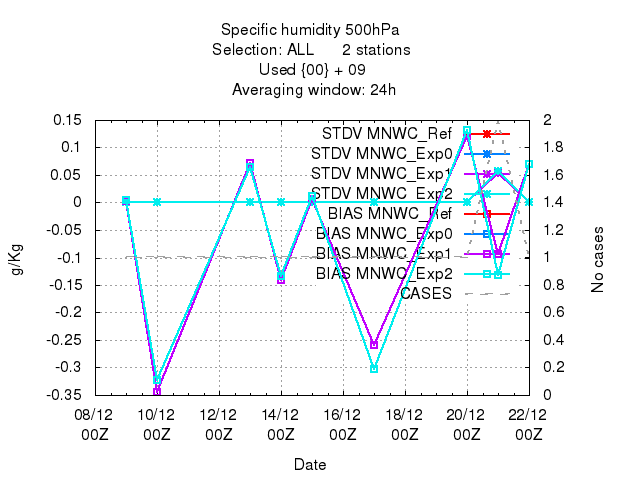 Specific humidity 500hPa
Selection: ALL 2 stations
Used {00} + 09
Averaging window: 24h
0.15
0.1
0.05
0
-0.05
-0.1
-0.15
-0.2
-0.25
-0.3
-0.35
g/Kg
2
1.8
1.6
1.4
1.2
1
0.8
0.6
0.4
0.2
0
No cases
STDV MNWC_Ref
STDV MNWC_Exp0
STDV MNWC_Exp1
STDV MNWC_Exp2
BIAS MNWC_Ref
BIAS MNWC_Exp0
BIAS MNWC_Exp1
BIAS MNWC_Exp2
CASES
08/12 10/12 12/12 14/12 16/12 18/12 20/12 22/12
00Z 00Z 00Z 00Z 00Z 00Z 00Z 00Z
Date